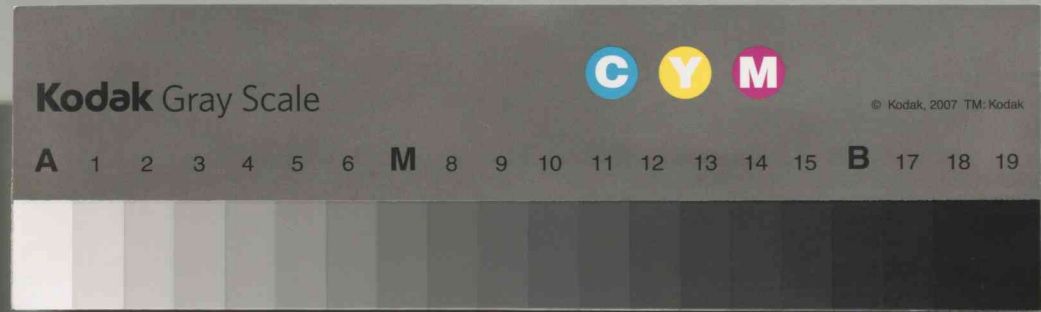 C Y M
Kodak Gray Scale
© Kodak, 2007 TM: Kodak
A 1 2 3 4 5 6 M 8 9 10 11 12 13 14 15 B 17 18 19